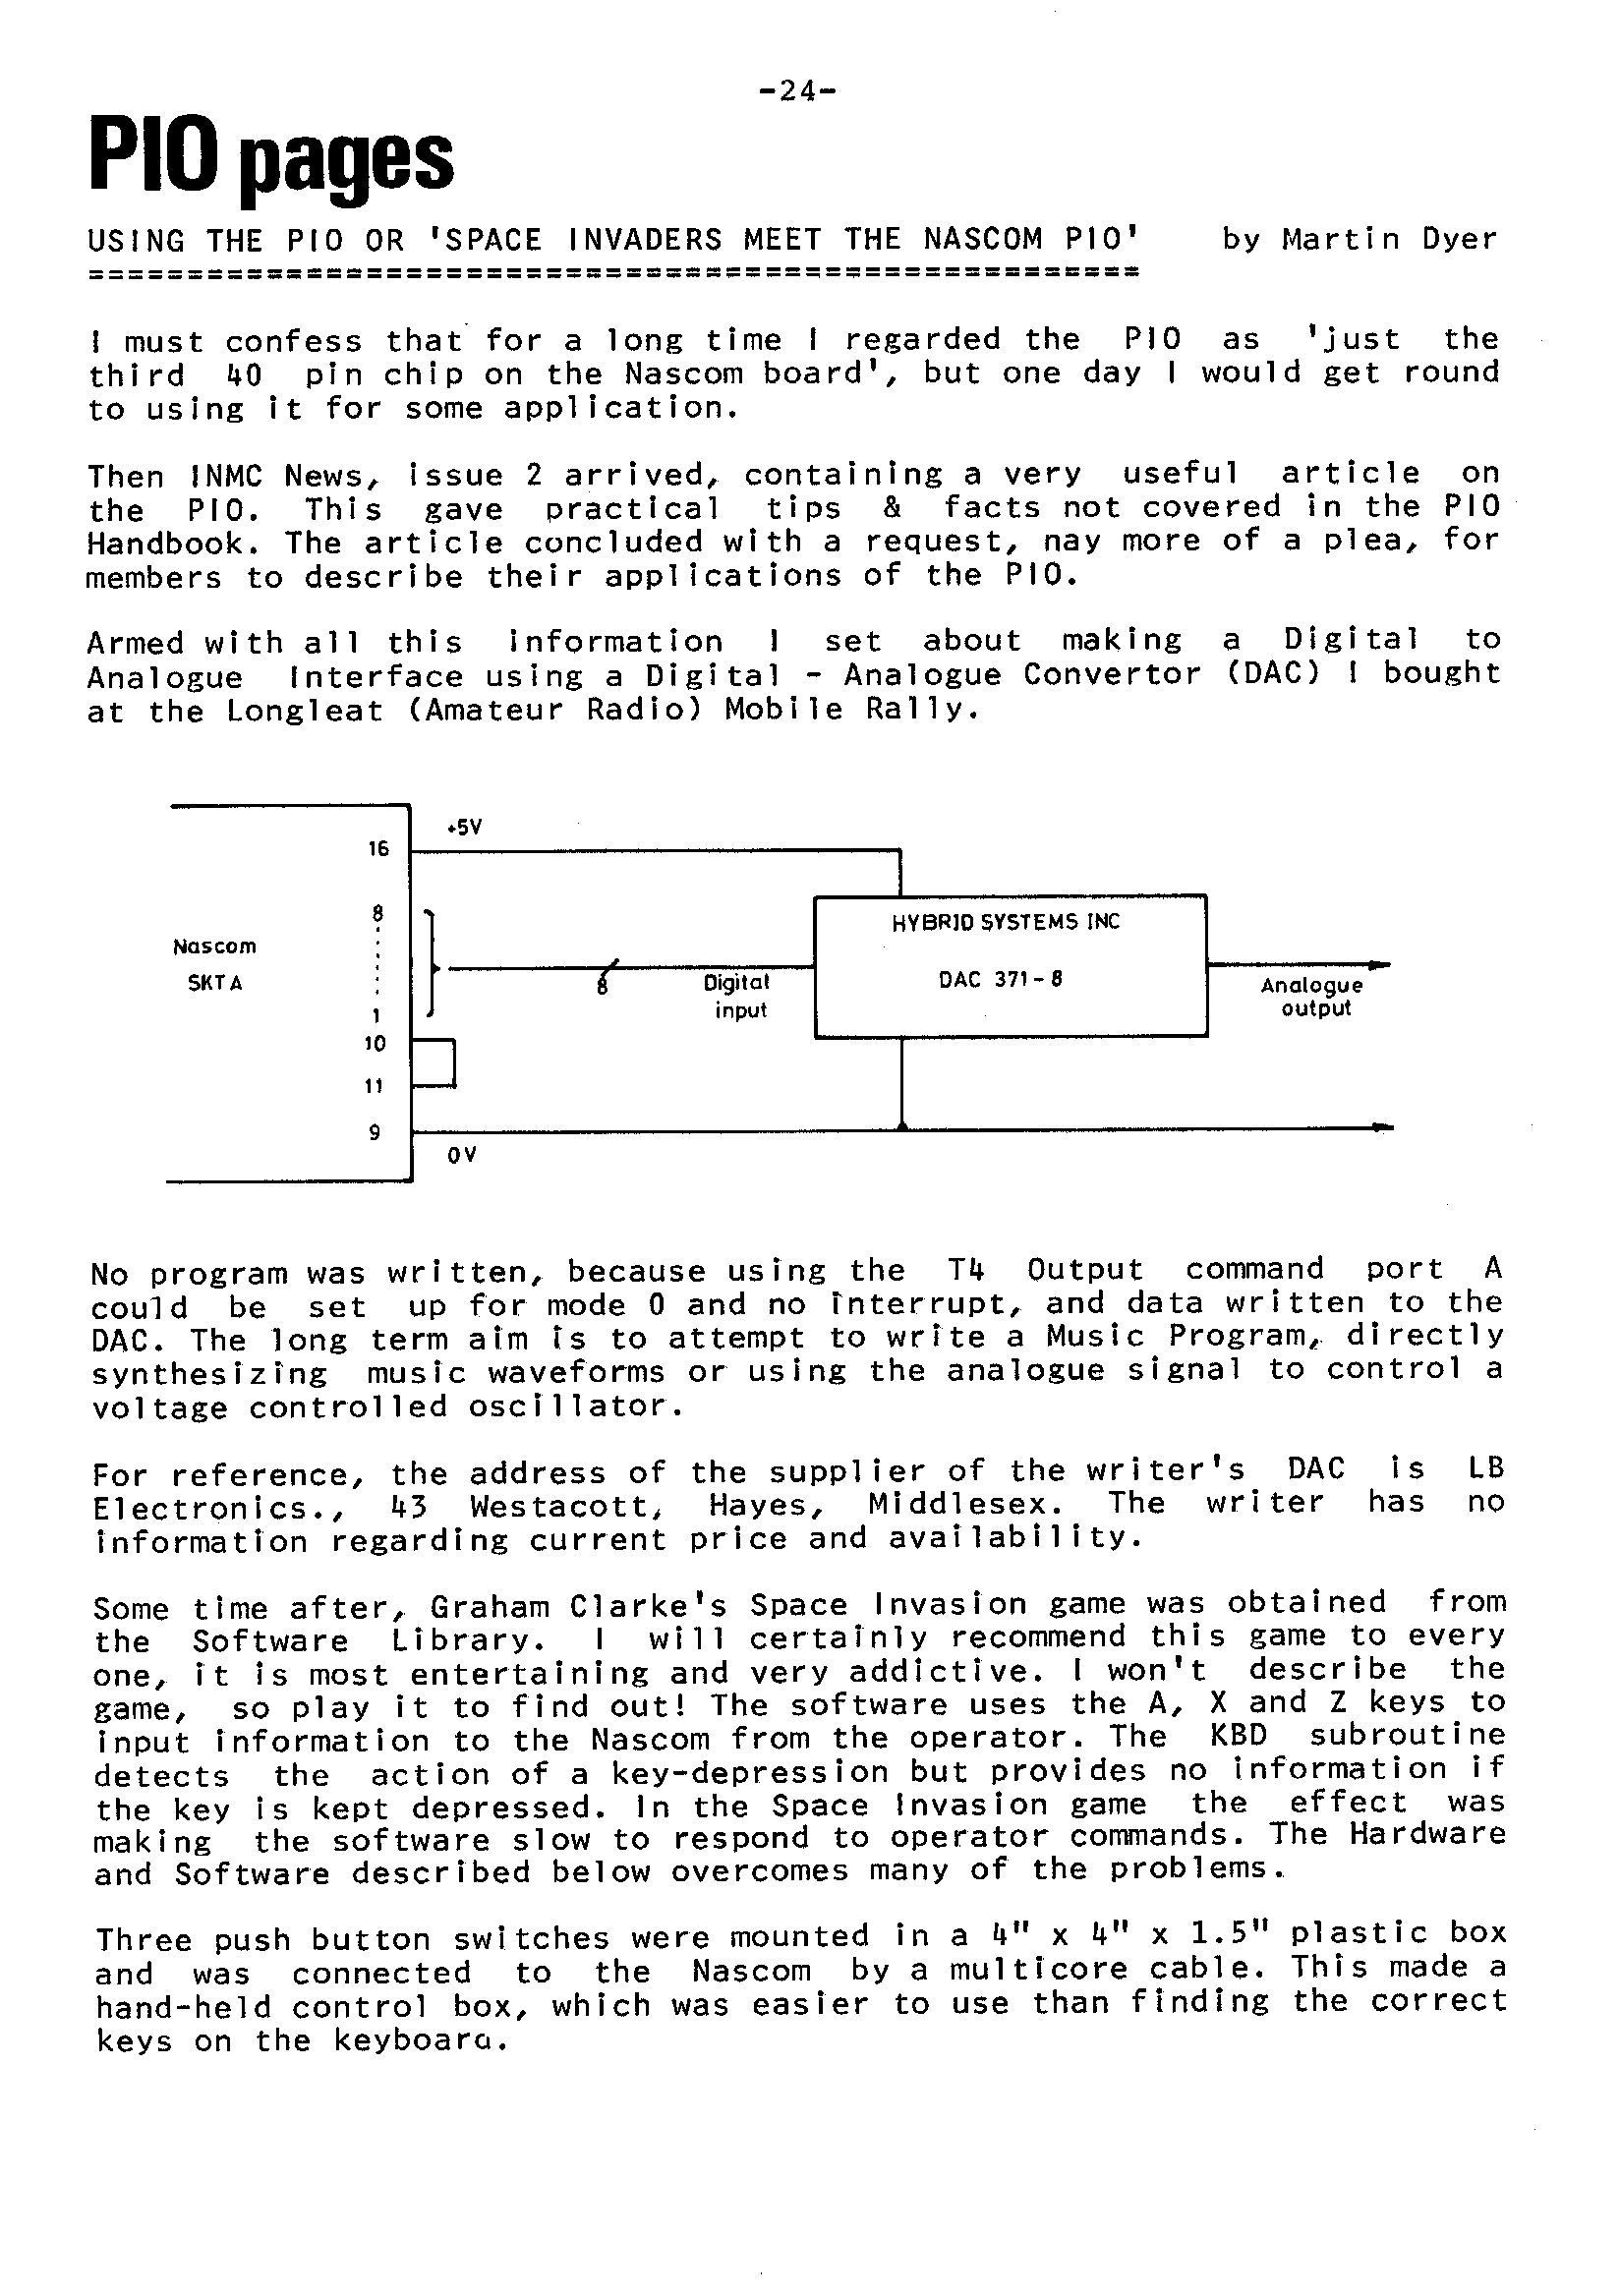 -24-
PIO pages
USING THE PIO OR 'SPACE INVADERS MEET THE NASCOM PIO' by Martin Dyer
=====================================================
I must confess that for a long time I regarded the PIO as 'just the
third 40 pin chip on the Nascom board', but one day I would get round
to using it for some application.
Then INMC News, issue 2 arrived, containing a very useful article on
the PIO. This gave practical tips & facts not covered in the PIO
Handbook. The article concluded with a request, nay more of a plea, for
members to describe their applications of the PIO.
Armed with all this information I set about making a Digital to
Analogue Interface using a Digital - Analogue Convertor (DAC) I bought
at the Longleat (Amateur Radio) Mobile Rally.
+5V
16
8
HYBRID SYSTEMS INC
Nascom
SKT A
8
Digital
input
DAC 371-8
Analogue
output
1
10
11
9
0V
No program was written, because using the T4 Output command port A
could be set up for mode 0 and no interrupt, and data written to the
DAC. The long term aim is to attempt to write a Music Program, directly
synthesizing music waveforms or using the analogue signal to control a
voltage controlled oscillator.
For reference, the address of the supplier of the writer's DAC is LB
Electronics., 43 Westacott, Hayes, Middlesex. The writer has no
information regarding current price and availability.
Some time after, Graham Clarke's Space Invasion game was obtained from
the Software Library. I will certainly recommend this game to every
one, it is most entertaining and very addictive. I won't describe the
game, so play it to find out! The software uses the A, X and Z keys to
input information to the Nascom from the operator. The KBD subroutine
detects the action of a key-depression but provides no information if
the key is kept depressed. In the Space Invasion game the effect was
making the software slow to respond to operator commands. The Hardware
and Software described below overcomes many of the problems.
Three push button switches were mounted in a 4" x 4" x 1.5" plastic box
and was connected to the Nascom by a multicore cable. This made a
hand-held control box, which was easier to use than finding the correct
keys on the keyboard.